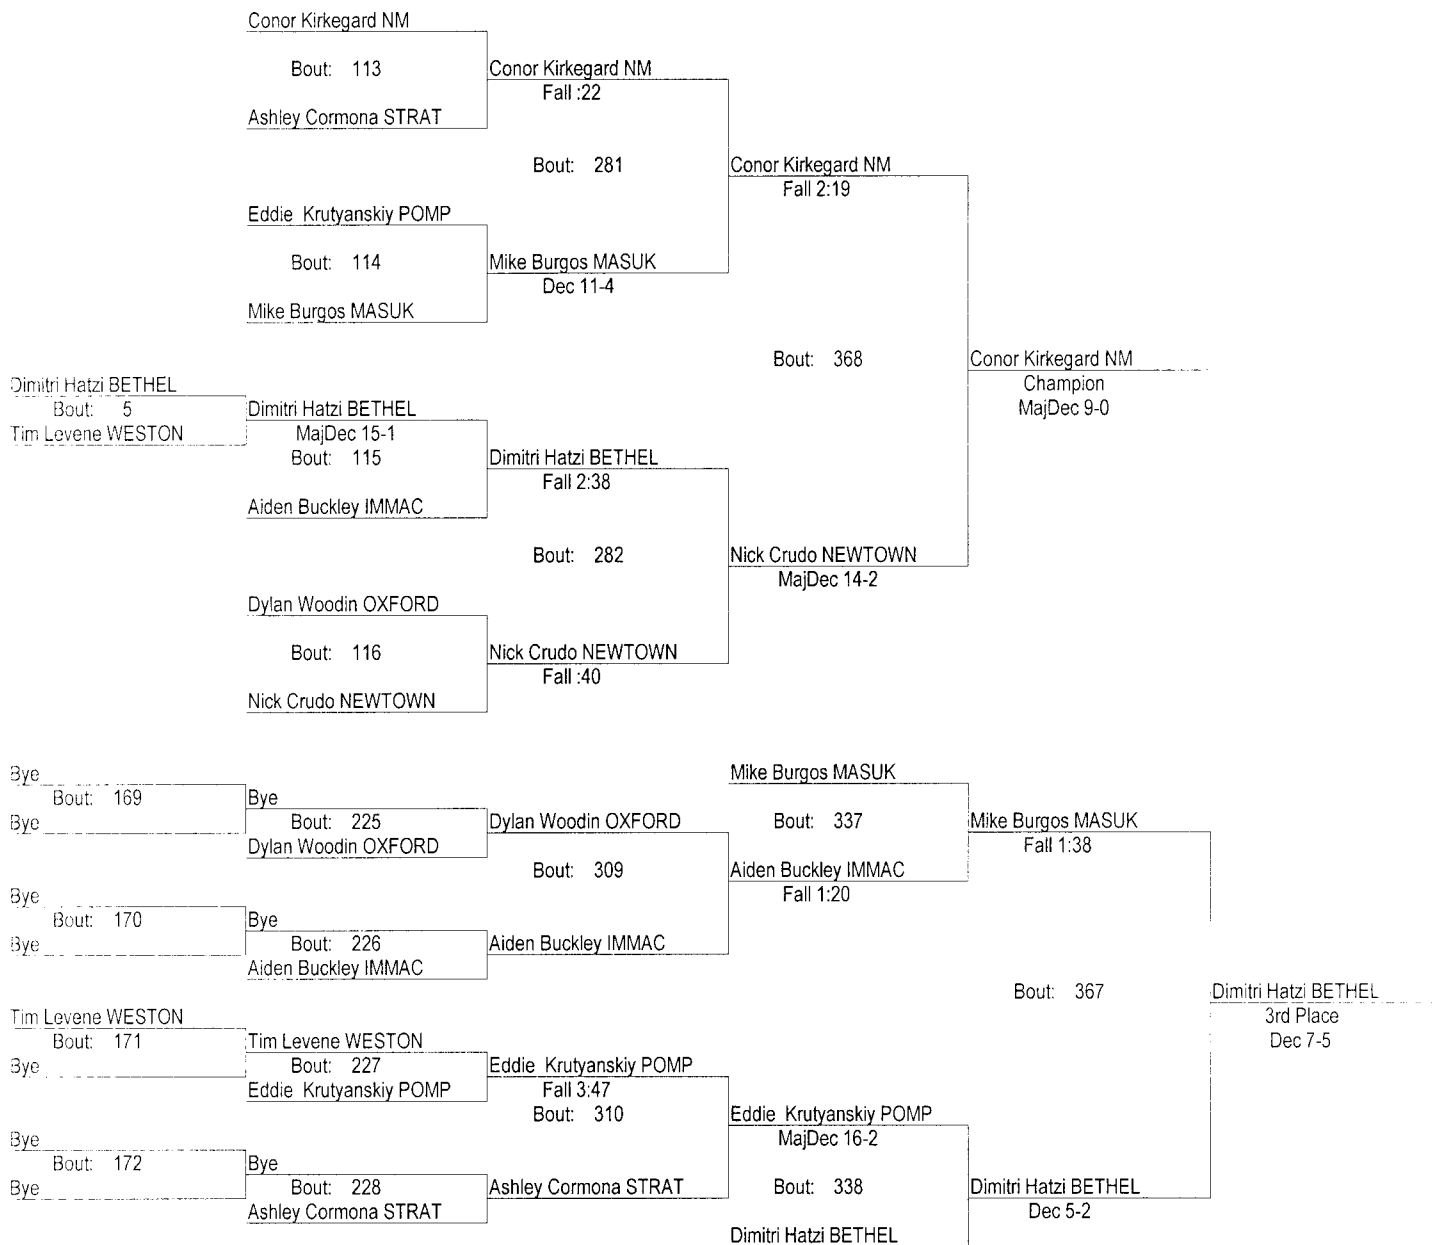 Conor Kirkegard NM
Bout: 113
Conor Kirkegard NM
Fall :22
Ashley Cormona STRAT
Bout: 281
Conor Kirkegard NM
Fall 2:19
Eddie Krutyanskiy POMP
Bout: 114
Mike Burgos MASUK
Dec 11-4
Mike Burgos MASUK
Bout: 368
Conor Kirkegard NM
Champion
MajDec 9-0
Dimitri Hatzi BETHEL
Bout: 5
Tim Levene WESTON
Dimitri Hatzi BETHEL
MajDec 15-1
Bout: 115
Dimitri Hatzi BETHEL
Fall 2:38
Aiden Buckley IMMAC
Bout: 282
Nick Crudo NEWTOWN
MajDec 14-2
Dylan Woodin OXFORD
Bout: 116
Nick Crudo NEWTOWN
Fall :40
Nick Crudo NEWTOWN
Bye
Bout: 169
Bye
Bye
Bout: 225
Dylan Woodin OXFORD
Dylan Woodin OXFORD
Bout: 309
Mike Burgos MASUK
Bout: 337
Mike Burgos MASUK
Fall 1:38
Aiden Buckley IMMAC
Fall 1:20
Bye
Bout: 170
Bye
Bye
Bout: 226
Aiden Buckley IMMAC
Aiden Buckley IMMAC
Bout: 367
Dimitri Hatzi BETHEL
3rd Place
Dec 7-5
Tim Levene WESTON
Bout: 171
Bye
Tim Levene WESTON
Bout: 227
Eddie Krutyanskiy POMP
Eddie Krutyanskiy POMP
Fall 3:47
Bout: 310
Eddie Krutyanskiy POMP
MajDec 16-2
Bye
Bout: 172
Bye
Bye
Bout: 228
Ashley Cormona STRAT
Ashley Cormona STRAT
Bout: 338
Dimitri Hatzi BETHEL
Dec 5-2
Dimitri Hatzi BETHEL